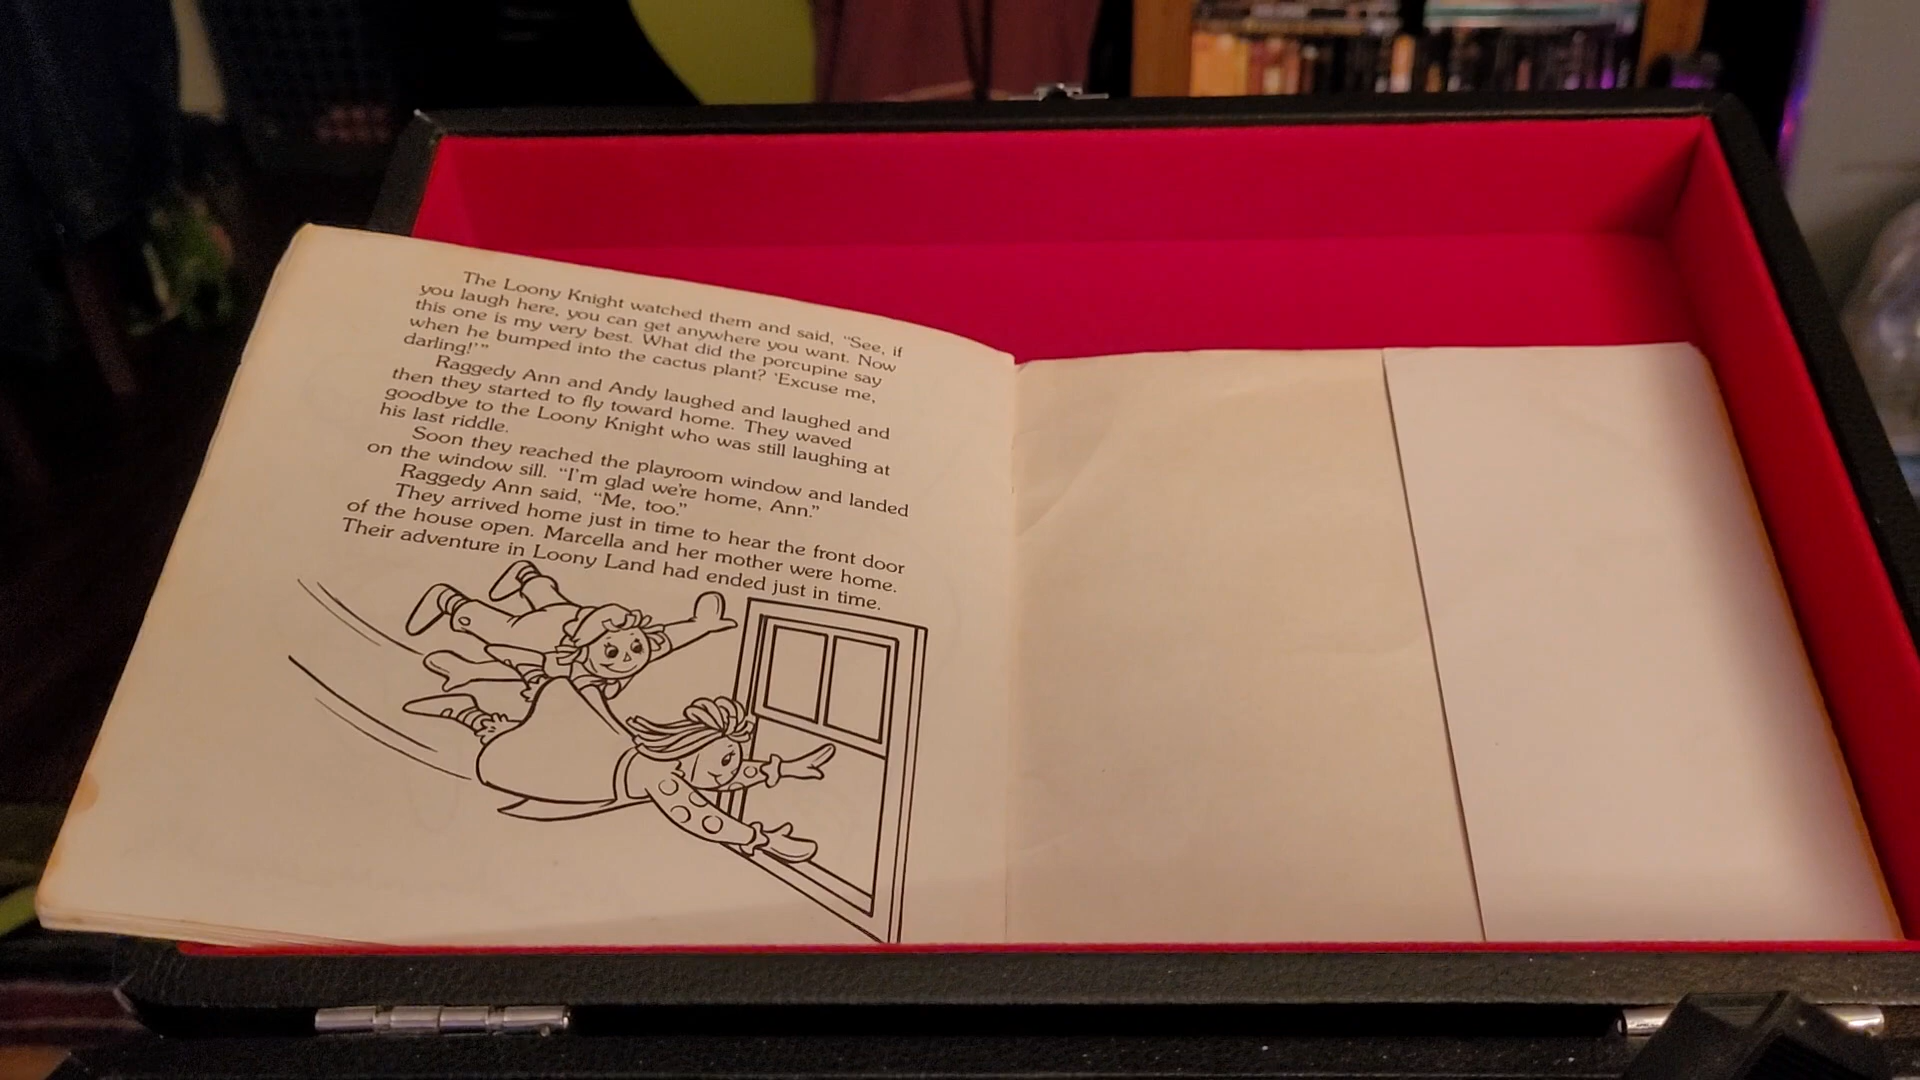 The Loony Knight watched them and said, “See, if
you laugh here, you can get anywhere you want. Now
this one is my very best. What did the porcupine say
when he bumped into the cactus plant? ‘Excuse me,
darling!’”
Raggedy Ann and Andy laughed and laughed and
then they started to fly toward home. They waved
goodbye to the Loony Knight who was still laughing at
his last riddle.
Soon they reached the playroom window and landed
on the window sill. “I’m glad we’re home, Ann.”
Raggedy Ann said, “Me, too.”
They arrived home just in time to hear the front door
of the house open. Marcella and her mother were home.
Their adventure in Loony Land had ended just in time.